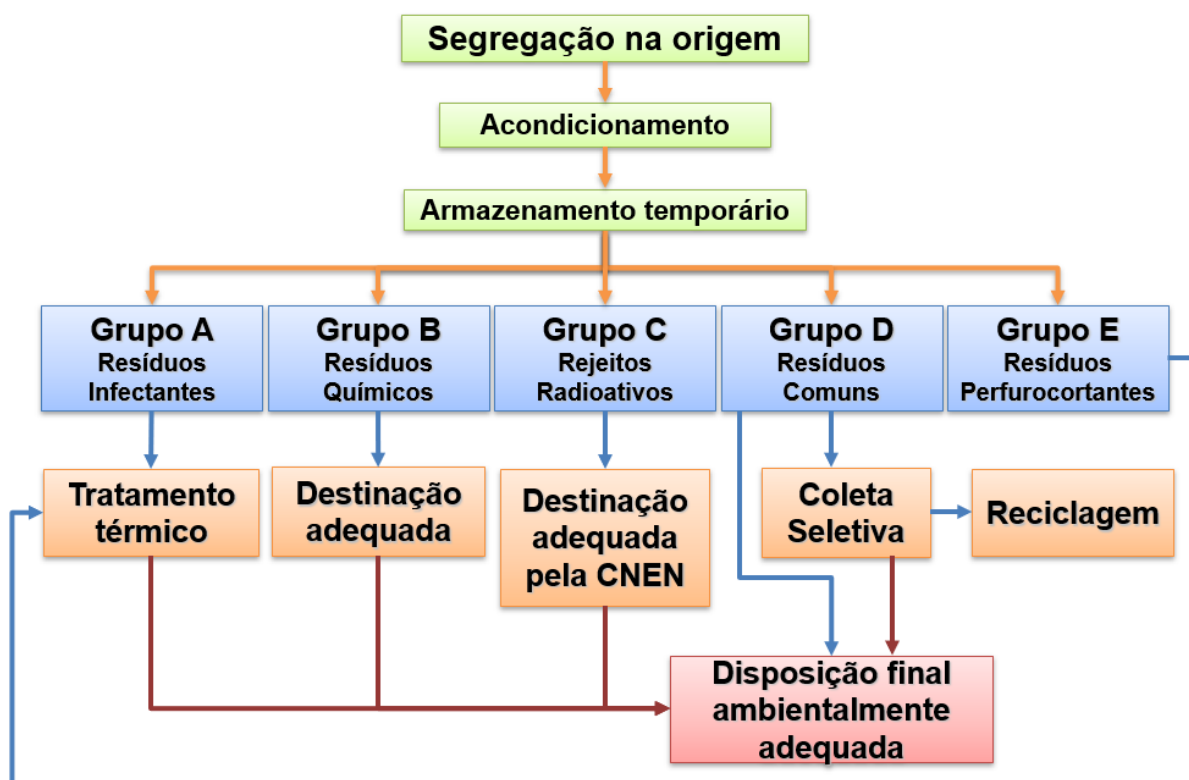 Segregação na origem
Acondicionamento
Armazenamento temporário
Grupo A
Resíduos
Infectantes
Grupo B
Resíduos
Químicos
Grupo C
Rejeitos
Radioativos
Grupo D
Resíduos
Comuns
Grupo E
Resíduos
Perfurocortantes
Tratamento
térmico
Destinação
adequada
Destinação
adequada
pela CNEN
Coleta
Seletiva
Reciclagem
Disposição final
ambientalmente
adequada